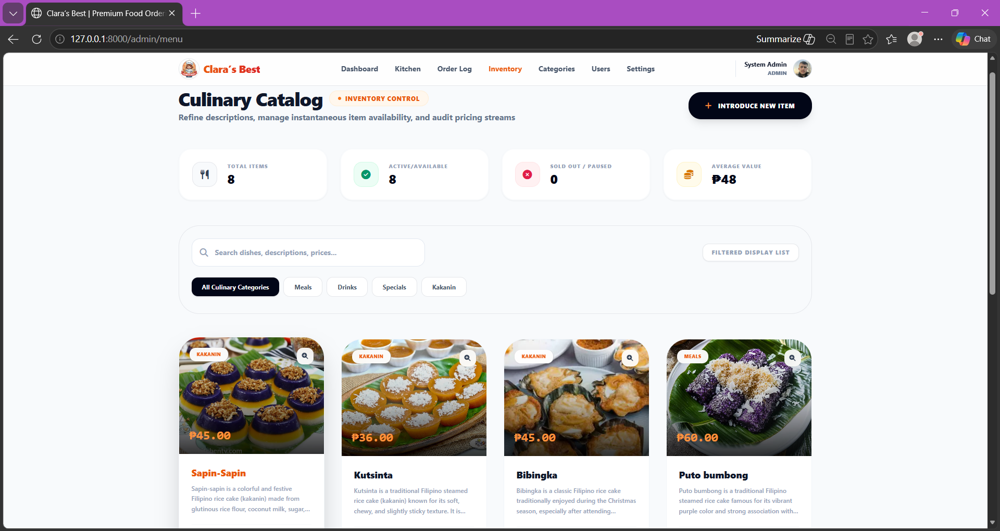 Clara's Best | Premium Food Order
127.0.0.1:8000/admin/menu
Summarize
Chat
Clara's Best
Dashboard
Kitchen
Order Log
Inventory
Categories
Users
Settings
System Admin
ADMIN
Culinary Catalog
INVENTORY CONTROL
Refine descriptions, manage instantaneous item availability, and audit pricing streams
+ INTRODUCE NEW ITEM
TOTAL ITEMS
8
ACTIVE/AVAILABLE
8
SOLD OUT / PAUSED
0
AVERAGE VALUE
₱48
Search dishes, descriptions, prices...
FILTERED DISPLAY LIST
All Culinary Categories
Meals
Drinks
Specials
Kakanin
KAKANIN
₱45.00
Sapin-Sapin
Sapin-sapin is a colorful and festive
Filipino rice cake (kakanin) made from
glutinous rice flour, coconut milk, sugar,...
KAKANIN
₱36.00
Kutsinta
Kutsinta is a traditional Filipino steamed
rice cake (kakanin) known for its soft,
chewy, and slightly sticky texture. It is...
KAKANIN
₱45.00
Bibingka
Bibingka is a classic Filipino rice cake
traditionally enjoyed during the Christmas
season, especially after attending...
MEALS
₱60.00
Puto bumbong
Puto bumbong is a traditional Filipino
steamed rice cake famous for its vibrant
purple color and strong association with...